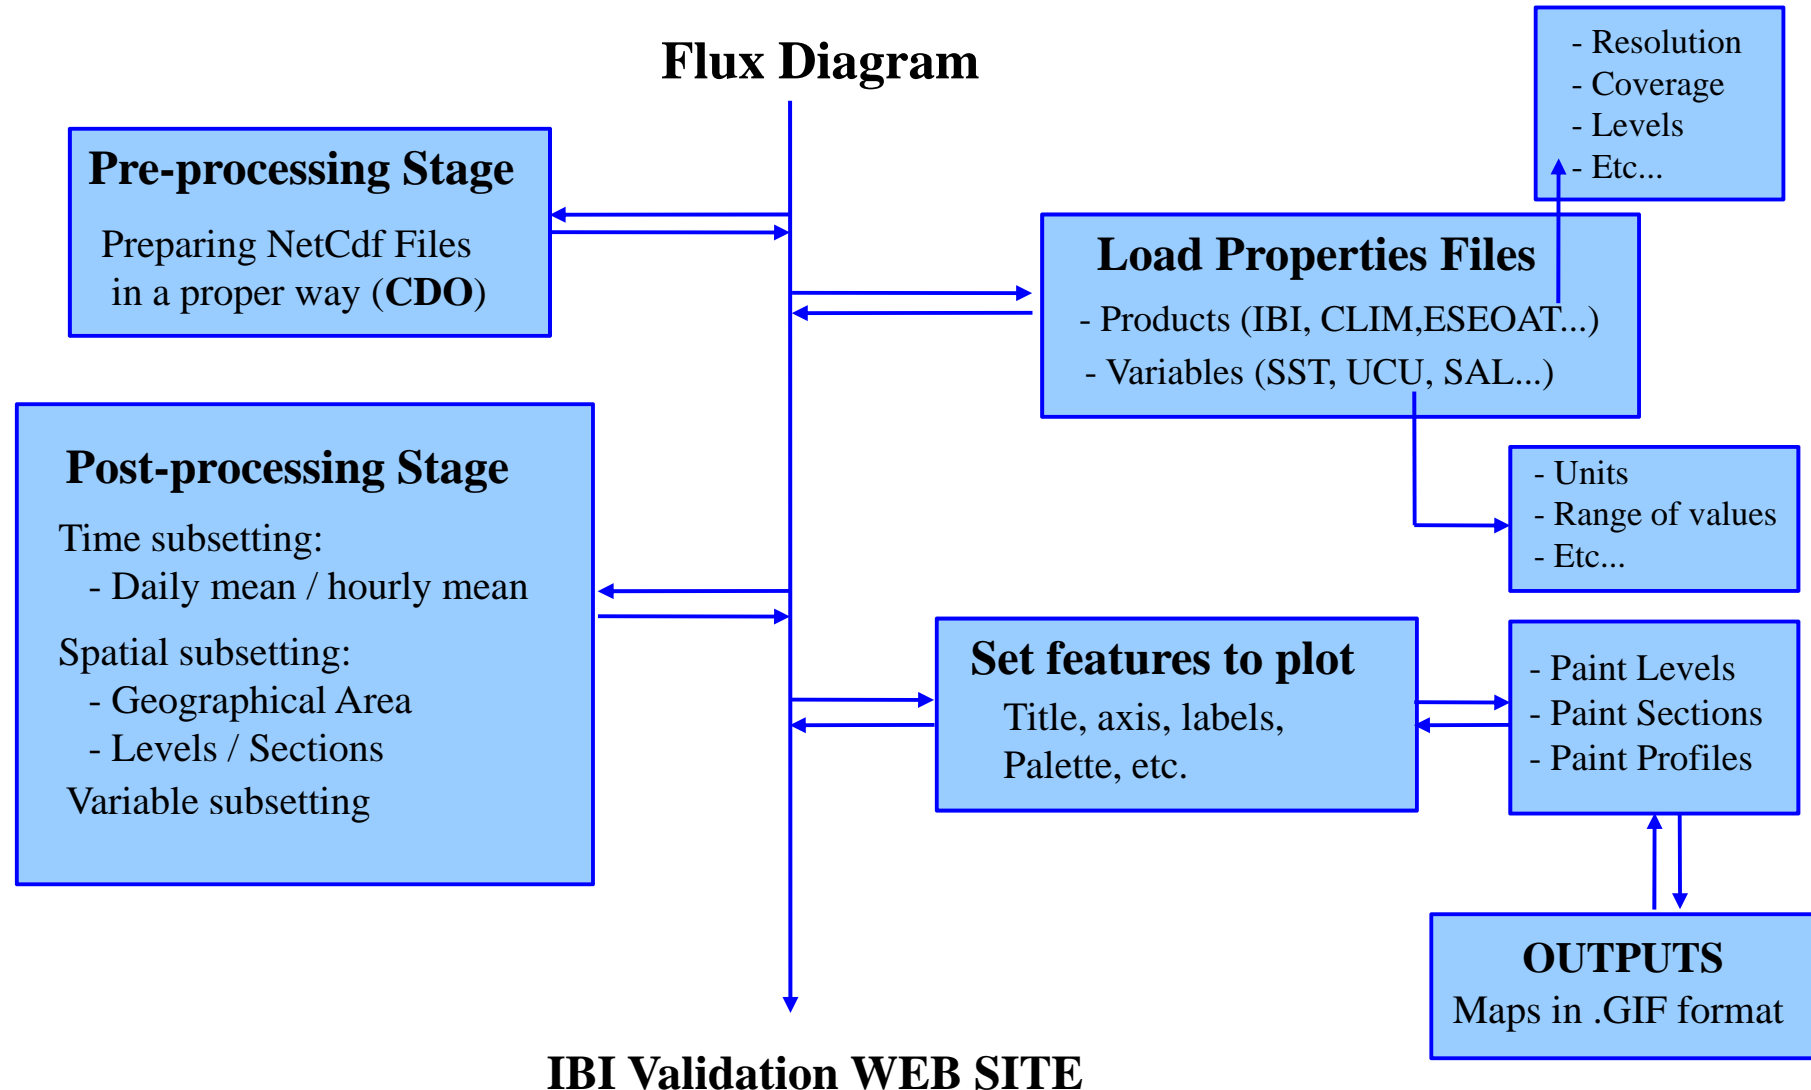 Flux Diagram
- Resolution
- Coverage
- Levels
- Etc...
Pre-processing Stage
Preparing NetCdf Files
in a proper way (CDO)
Load Properties Files
- Products (IBI, CLIM,ESEOAT...)
- Variables (SST, UCU, SAL...)
Post-processing Stage
Time subsetting:
- Daily mean / hourly mean
Spatial subsetting:
- Geographical Area
- Levels / Sections
Variable subsetting
- Units
- Range of values
- Etc...
Set features to plot
Title, axis, labels,
Palette, etc.
- Paint Levels
- Paint Sections
- Paint Profiles
OUTPUTS
Maps in .GIF format
IBI Validation WEB SITE